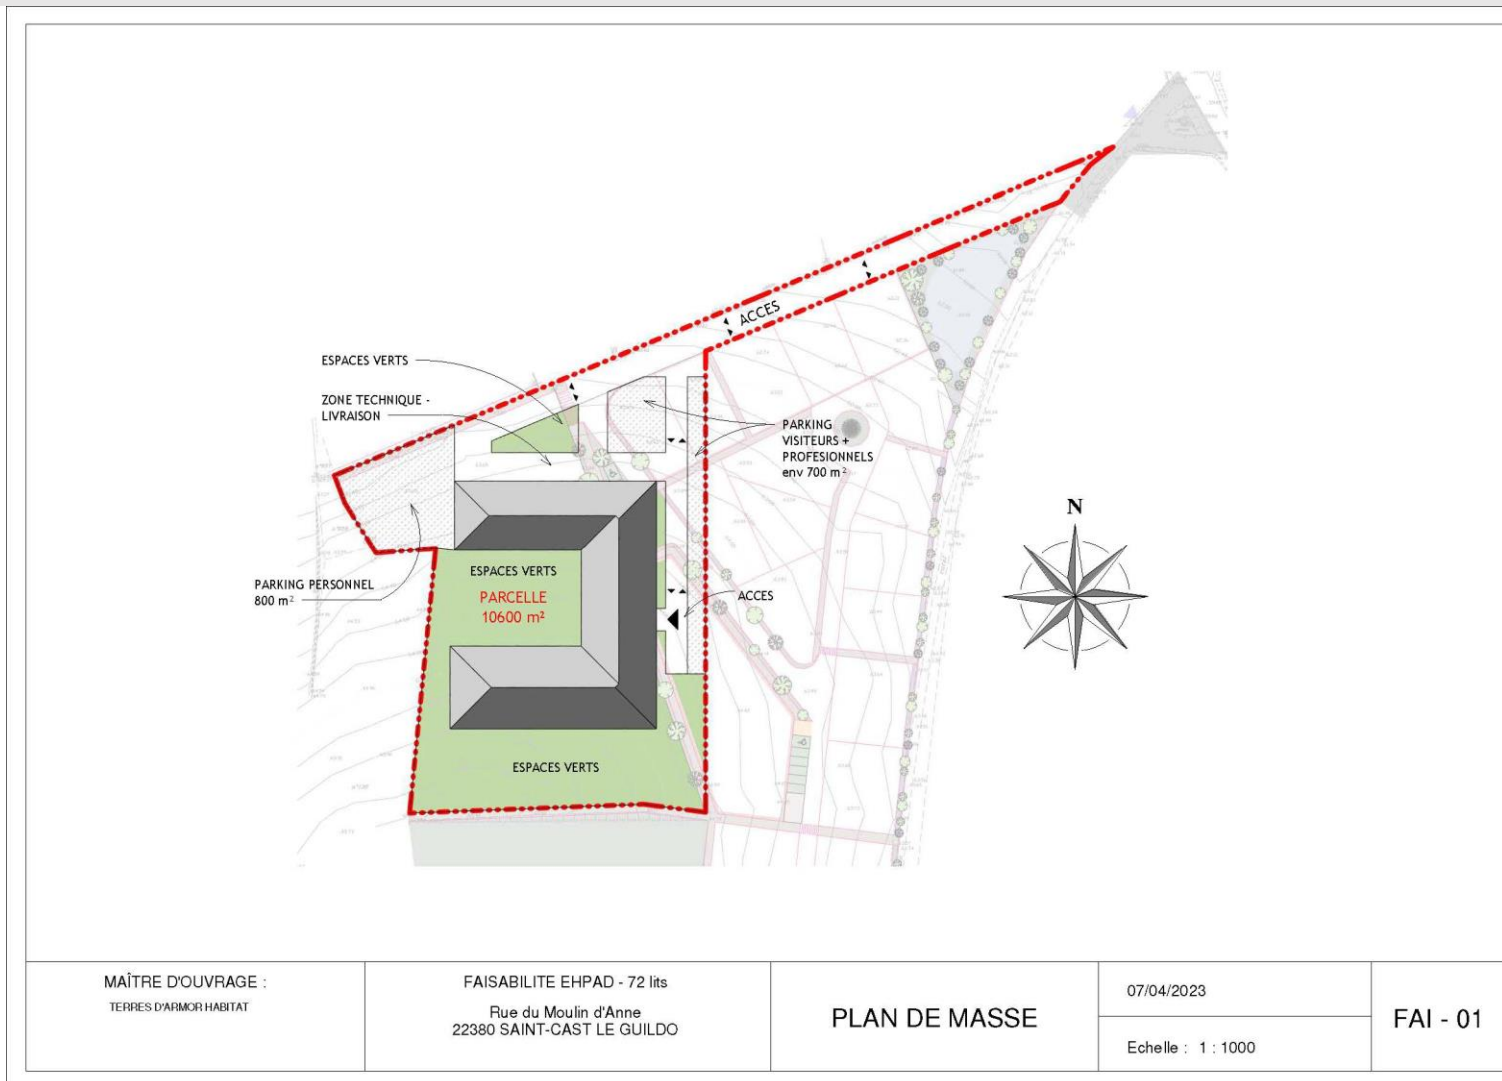 ACCES
ESPACES VERTS
ZONE TECHNIQUE -
LIVRAISON
PARKING
VISITEURS +
PROFESIONNELS
env 700 m²
N
ESPACES VERTS
PARCELLE
10600 m²
PARKING PERSONNEL
800 m²
ACCES
ESPACES VERTS
MAÎTRE D'OUVRAGE :
TERRES D'ARMOR HABITAT
FAISABILITE EHPAD - 72 lits
Rue du Moulin d'Anne
22380 SAINT-CAST LE GUILDO
PLAN DE MASSE
07/04/2023
Echelle : 1 : 1000
FAI - 01